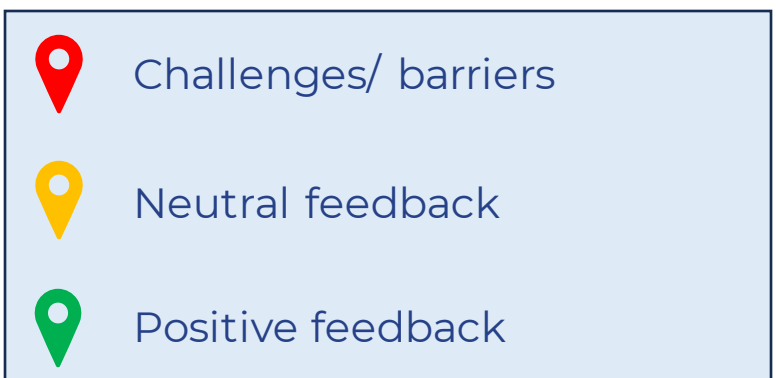 Challenges/ barriers
Neutral feedback
Positive feedback